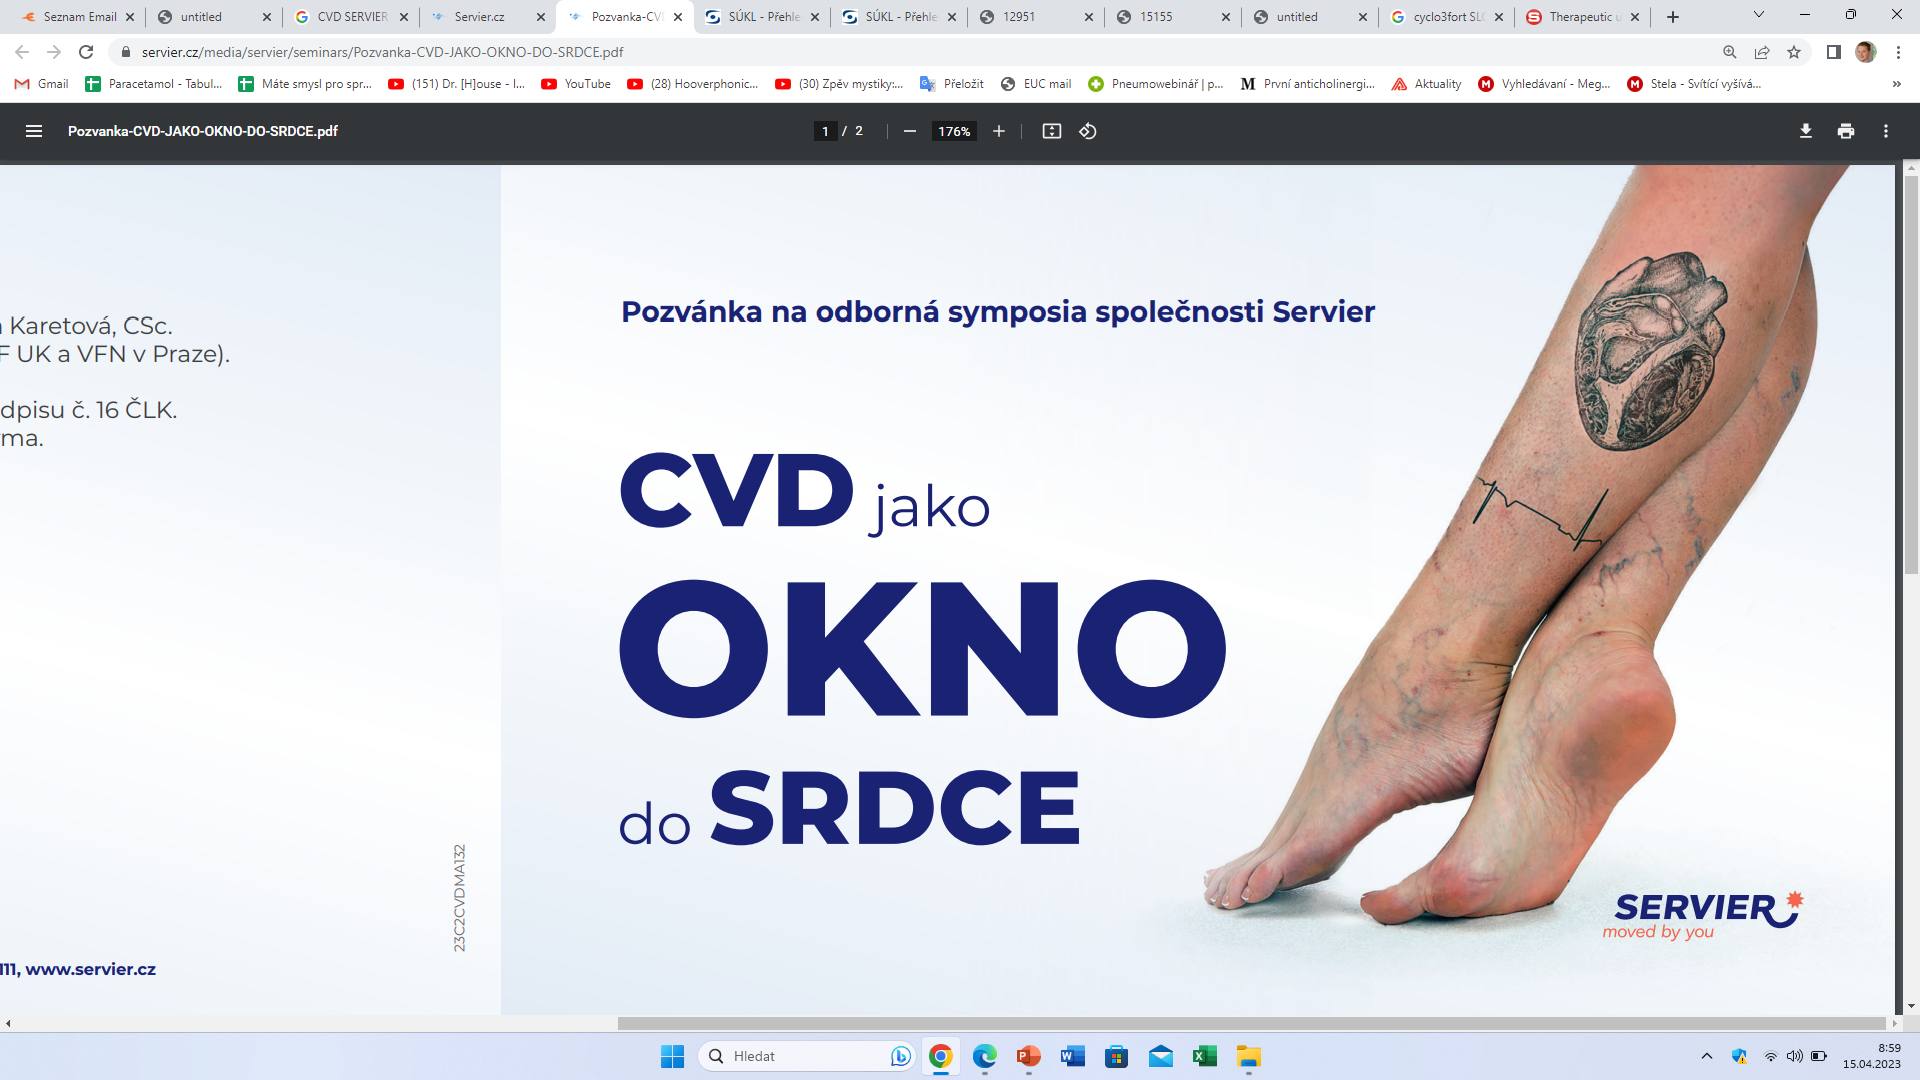 Seznam Email
untitled
CVD SERVIER
Servier.cz
Pozvanka-CVD
SÚKL - Přehle
SÚKL - Přehle
12951
15155
untitled
cyclo3fort SL
Therapeutic u
servier.cz/media/servier/seminars/Pozvanka-CVD-JAKO-OKNO-DO-SRDCE.pdf
Gmail
Paracetamol - Tabul...
Máte smysl pro spr...
(151) Dr. [H]ouse - I...
YouTube
(28) Hooverphonic...
(30) Zpěv mystiky:...
Přeložit
EUC mail
Pneumowebinář | p...
První anticholinergi...
Aktuality
Vyhledávaní - Meg...
Stela - Svítící vyšívá...
»
Pozvanka-CVD-JAKO-OKNO-DO-SRDCE.pdf
1 / 2
176%
Karetová, CSc.
F UK a VFN v Praze).
dpisu č. 16 ČLK.
rma.
23C2CVDMA132
111, www.servier.cz
Pozvánka na odborná symposia společnosti Servier
CVD jako
OKNO
do SRDCE
SERVIER
moved by you
Hledat
8:59
15.04.2023